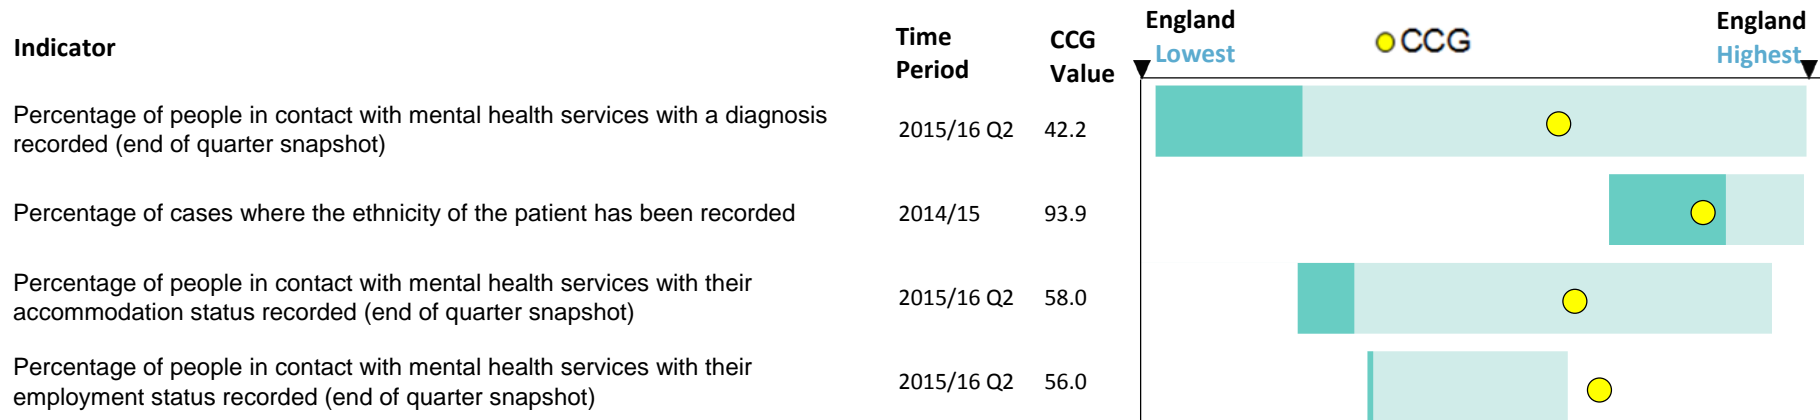 Indicator
Time
Period
CCG
Value
England
Lowest
CCG
England
Highest
Percentage of people in contact with mental health services with a diagnosis
recorded (end of quarter snapshot)
2015/16 Q2
42.2
Percentage of cases where the ethnicity of the patient has been recorded
2014/15
93.9
Percentage of people in contact with mental health services with their
accommodation status recorded (end of quarter snapshot)
2015/16 Q2
58.0
Percentage of people in contact with mental health services with their
employment status recorded (end of quarter snapshot)
2015/16 Q2
56.0